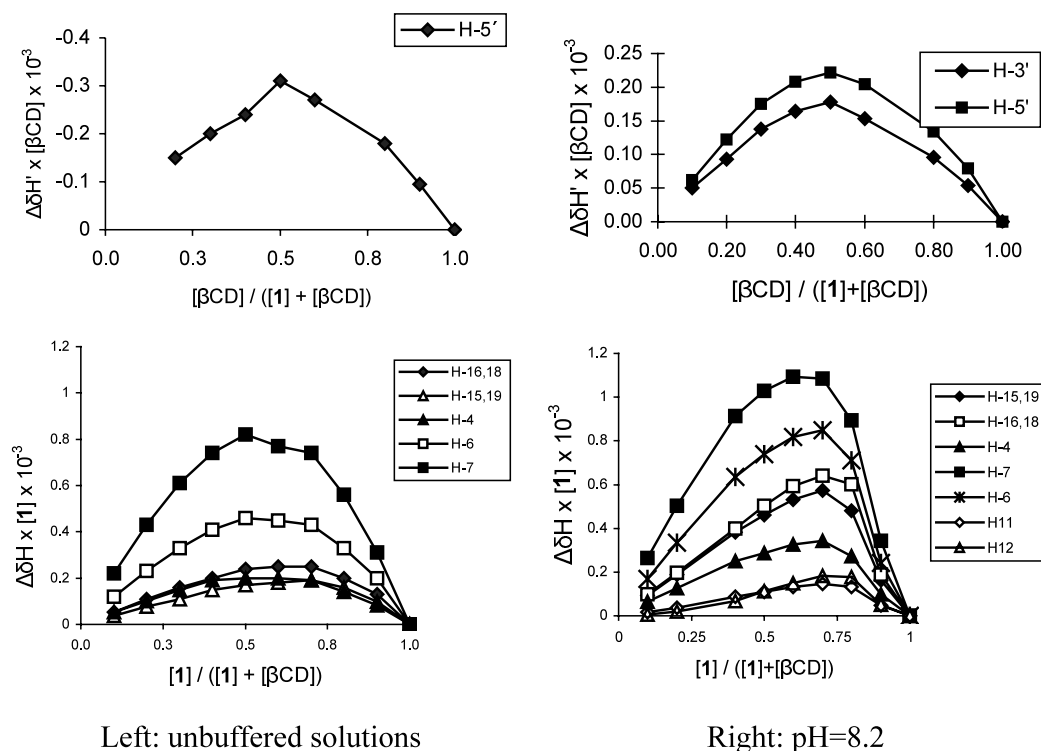 -0.4
-0.3
-0.2
-0.1
0
ΔδH' x [βCD] x 10⁻³
H-5′
0.0
0.3
0.5
0.8
1.0
[βCD] / ([1] + [βCD])
0.25
0.20
0.15
0.10
0.05
0.00
ΔδH' x [βCD] x 10⁻³
H-3'
H-5'
0.00
0.20
0.40
0.60
0.80
1.00
[βCD] / ([1]+[βCD])
1.2
1
0.8
0.6
0.4
0.2
0
ΔδH x [1] x 10⁻³
H-16,18
H-15,19
H-4
H-6
H-7
0.0
0.3
0.5
0.8
1.0
[1] / ([1] + [βCD])
1.2
1
0.8
0.6
0.4
0.2
0
ΔδH x [1] x 10⁻³
H-15,19
H-16,18
H-4
H-7
H-6
H11
H12
0
0.25
0.5
0.75
1
[1] / ([1]+[βCD])
Left: unbuffered solutions
Right: pH=8.2